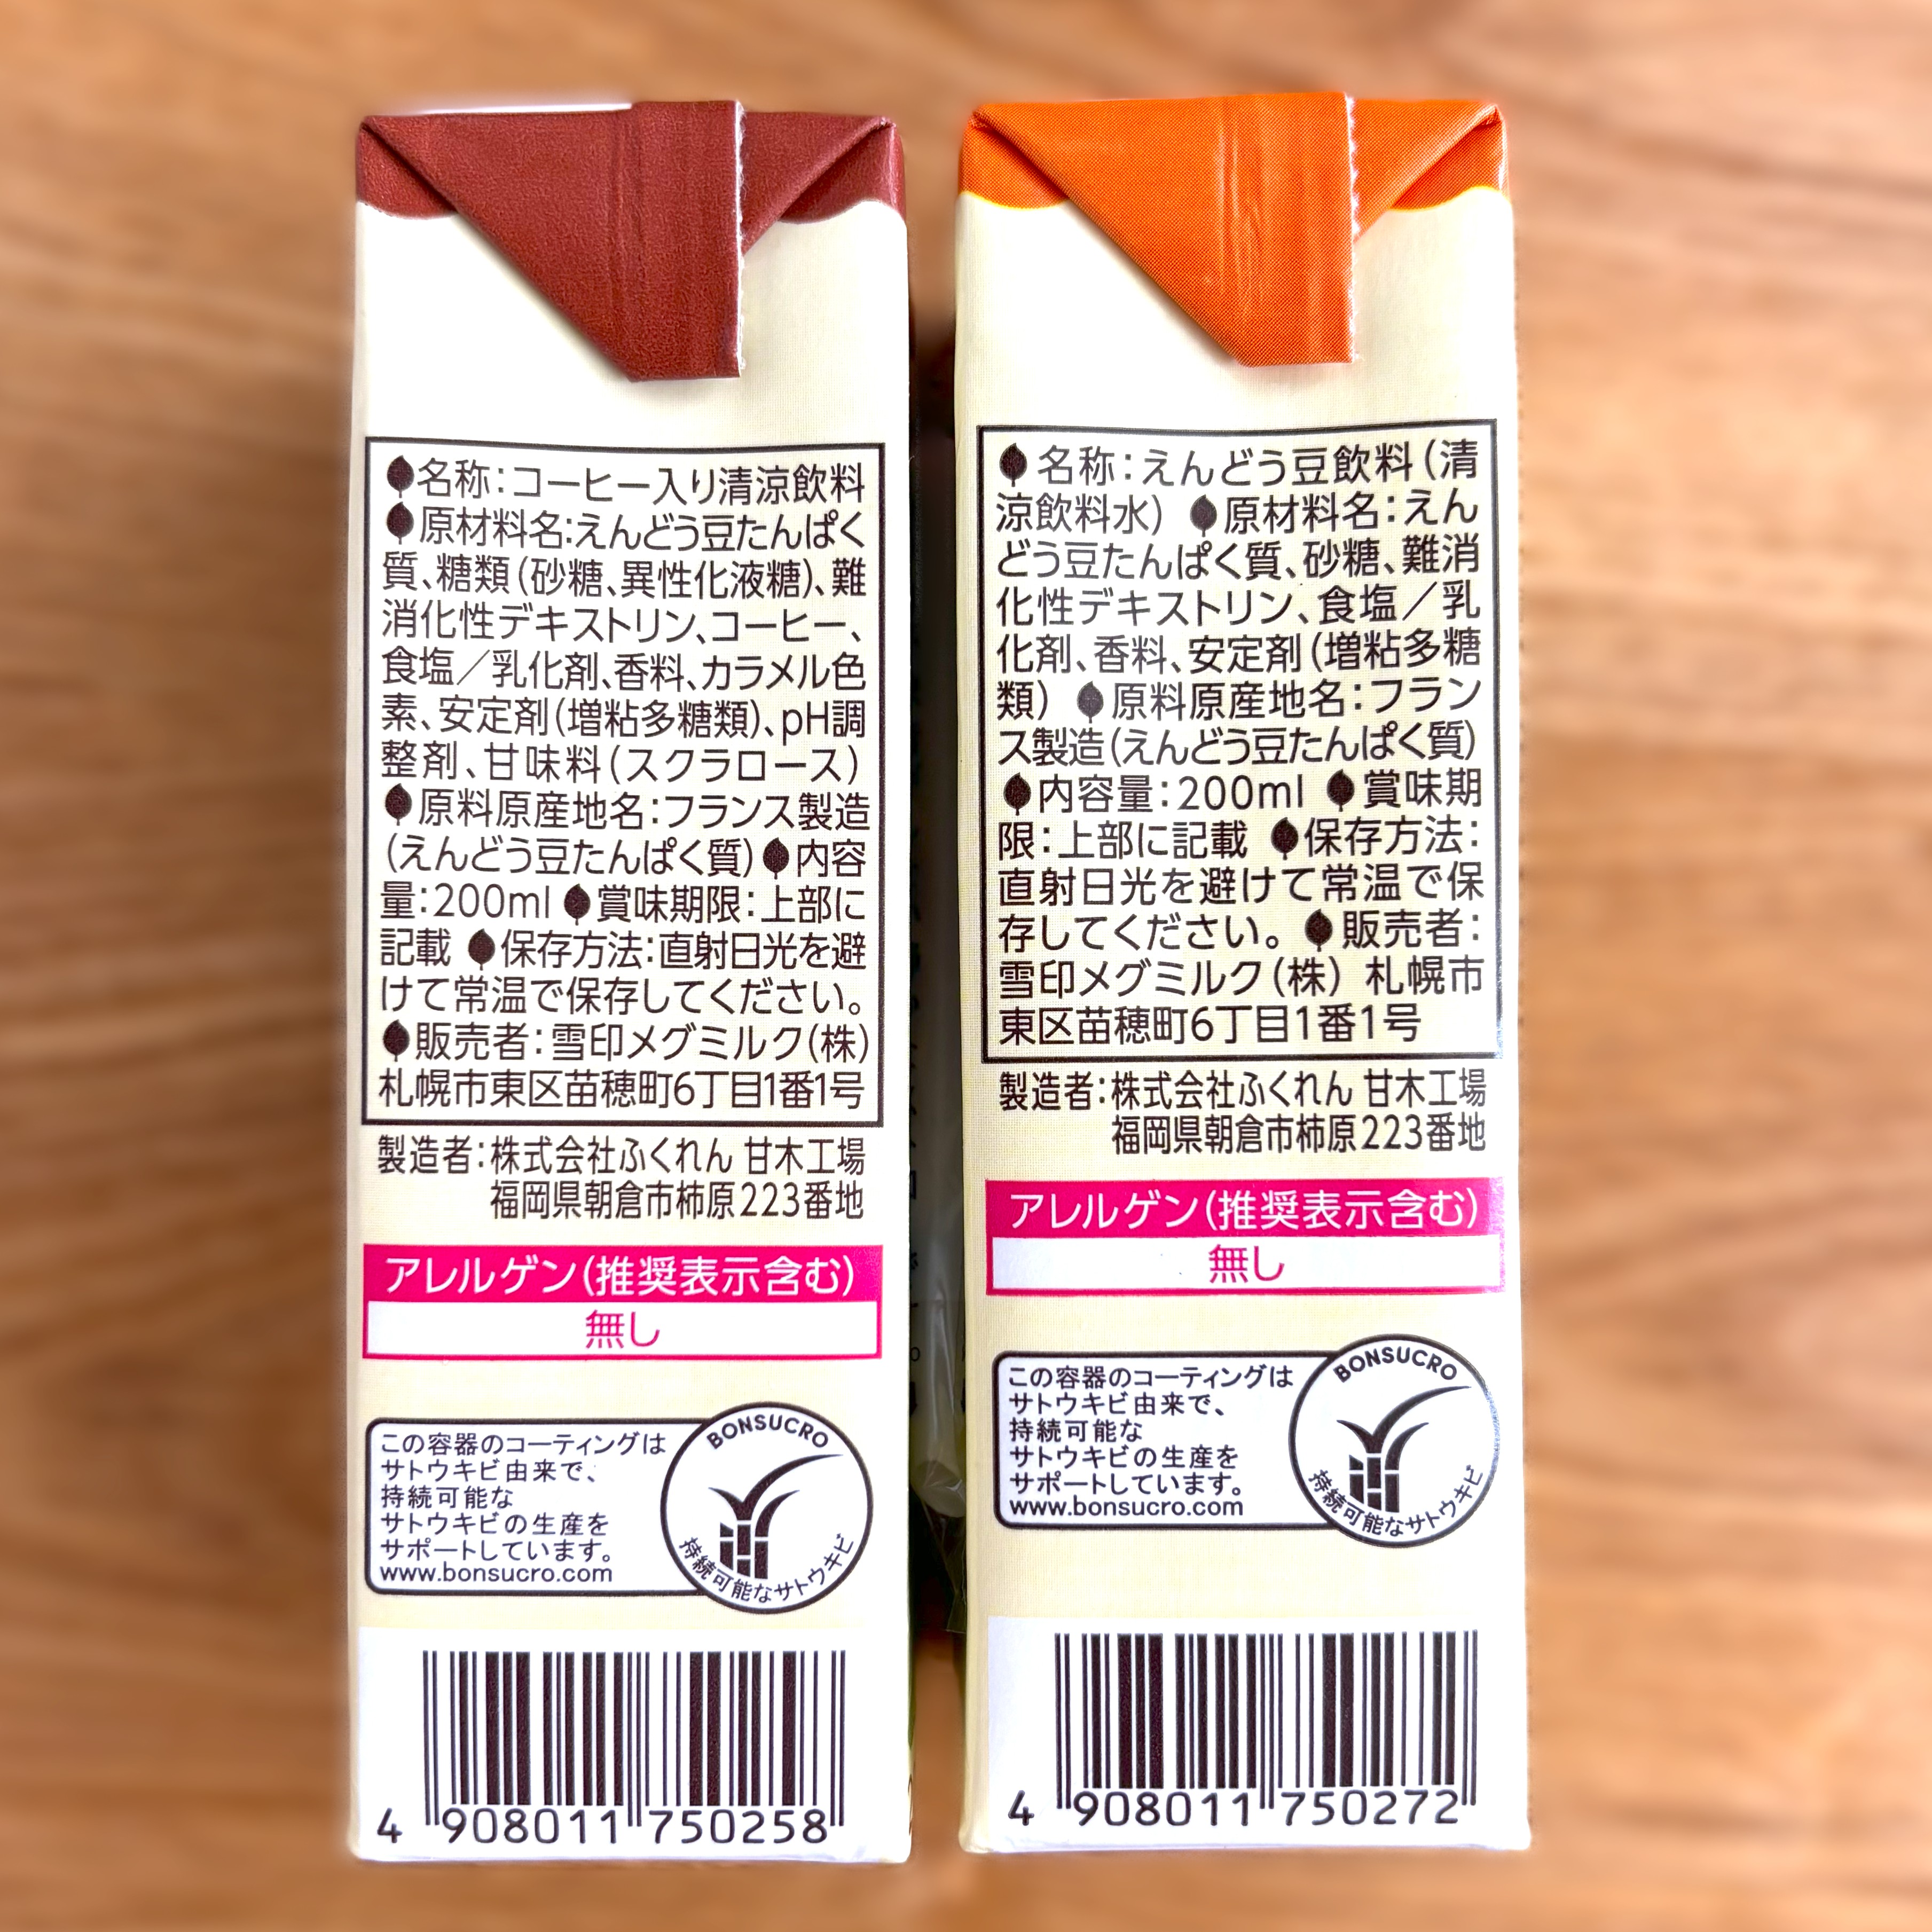 名称：コーヒー入り清涼飲料
原材料名：えんどう豆たんぱく
質、糖類（砂糖、異性化液糖）、難
消化性デキストリン、コーヒー、
食塩／乳化剤、香料、カラメル色
素、安定剤（増粘多糖類）、pH調
整剤、甘味料（スクラロース）
原料原産地名：フランス製造
（えんどう豆たんぱく質）内容
量：200ml 賞味期限：上部に
記載 保存方法：直射日光を避
けて常温で保存してください。
販売者：雪印メグミルク（株）
札幌市東区苗穂町6丁目1番1号
製造者：株式会社ふくれん 甘木工場
福岡県朝倉市柿原223番地
アレルゲン（推奨表示含む）
無し
この容器のコーティングは
サトウキビ由来で、
持続可能な
サトウキビの生産を
サポートしています。
www.bonsucro.com
BONSUCRO
持続可能なサトウキビ
4 908011 750258
名称：えんどう豆飲料（清
涼飲料水） 原材料名：えん
どう豆たんぱく質、砂糖、難消
化性デキストリン、食塩／乳
化剤、香料、安定剤（増粘多糖
類） 原料原産地名：フラン
ス製造（えんどう豆たんぱく質）
内容量：200ml 賞味期
限：上部に記載 保存方法：
直射日光を避けて常温で保
存してください。 販売者：
雪印メグミルク（株） 札幌市
東区苗穂町6丁目1番1号
製造者：株式会社ふくれん 甘木工場
福岡県朝倉市柿原223番地
アレルゲン（推奨表示含む）
無し
この容器のコーティングは
サトウキビ由来で、
持続可能な
サトウキビの生産を
サポートしています。
www.bonsucro.com
BONSUCRO
持続可能なサトウキビ
4 908011 750272